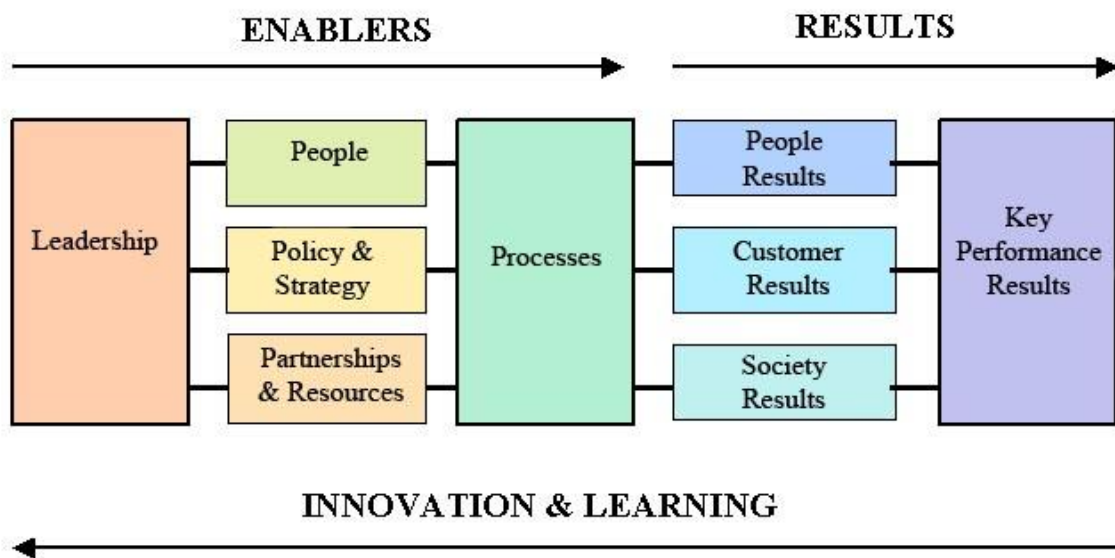 ENABLERS
RESULTS
Leadership
People
Policy &
Strategy
Partnerships
& Resources
Processes
People
Results
Customer
Results
Society
Results
Key
Performance
Results
INNOVATION & LEARNING